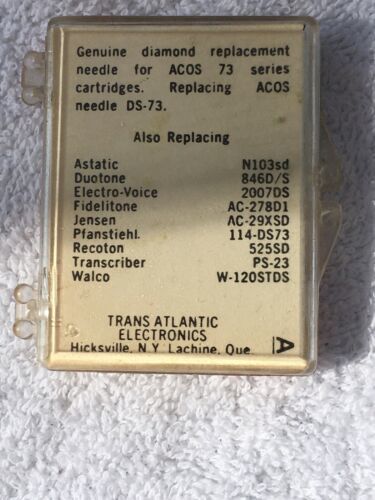 Genuine diamond replacement
needle for ACOS 73 series
cartridges. Replacing ACOS
needle DS-73.
Also Replacing
Astatic N103sd
Duotone 846D/S
Electro-Voice 2007DS
Fidelitone AC-278D1
Jensen AC-29XSD
Pfanstiehl. 114-DS73
Recoton 525SD
Transcriber PS-23
Walco W-120STDS
TRANS ATLANTIC
ELECTRONICS
Hicksville, N.Y. Lachine, Que.
A